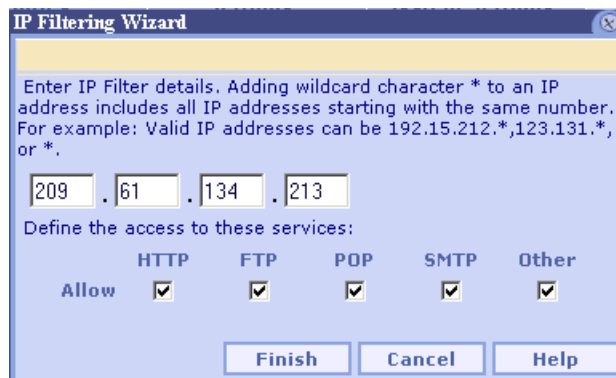 IP Filtering Wizard
Enter IP Filter details. Adding wildcard character * to an IP
address includes all IP addresses starting with the same number.
For example: Valid IP addresses can be 192.15.212.*,123.131.*,
or *.
209 . 61 . 134 . 213
Define the access to these services:
HTTP FTP POP SMTP Other
Allow
Finish Cancel Help